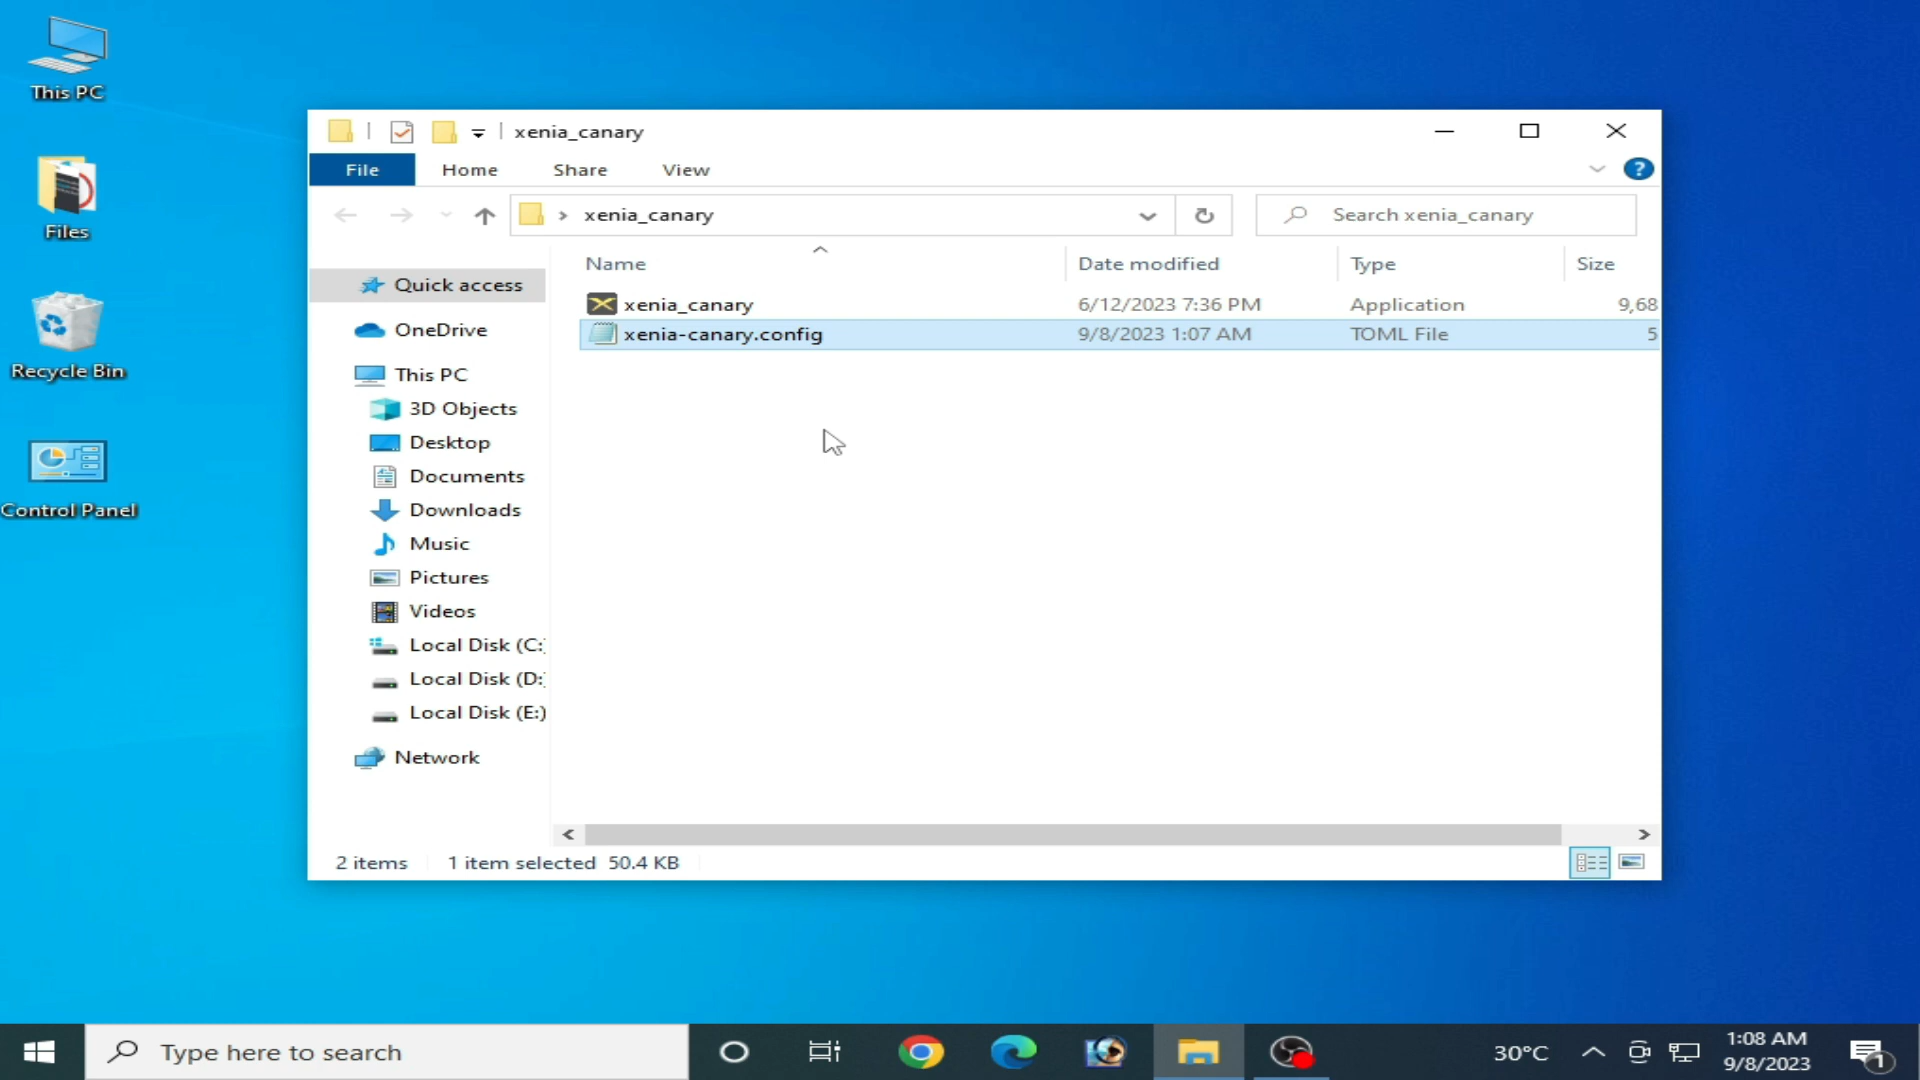 This PC
Files
Recycle Bin
Control Panel
xenia_canary
File Home Share View
xenia_canary
Search xenia_canary
Name Date modified Type Size
xenia_canary 6/12/2023 7:36 PM Application 9,68
xenia-canary.config 9/8/2023 1:07 AM TOML File 5
Quick access
OneDrive
This PC
3D Objects
Desktop
Documents
Downloads
Music
Pictures
Videos
Local Disk (C:)
Local Disk (D:)
Local Disk (E:)
Network
2 items 1 item selected 50.4 KB
Type here to search
30°C
1:08 AM
9/8/2023
1